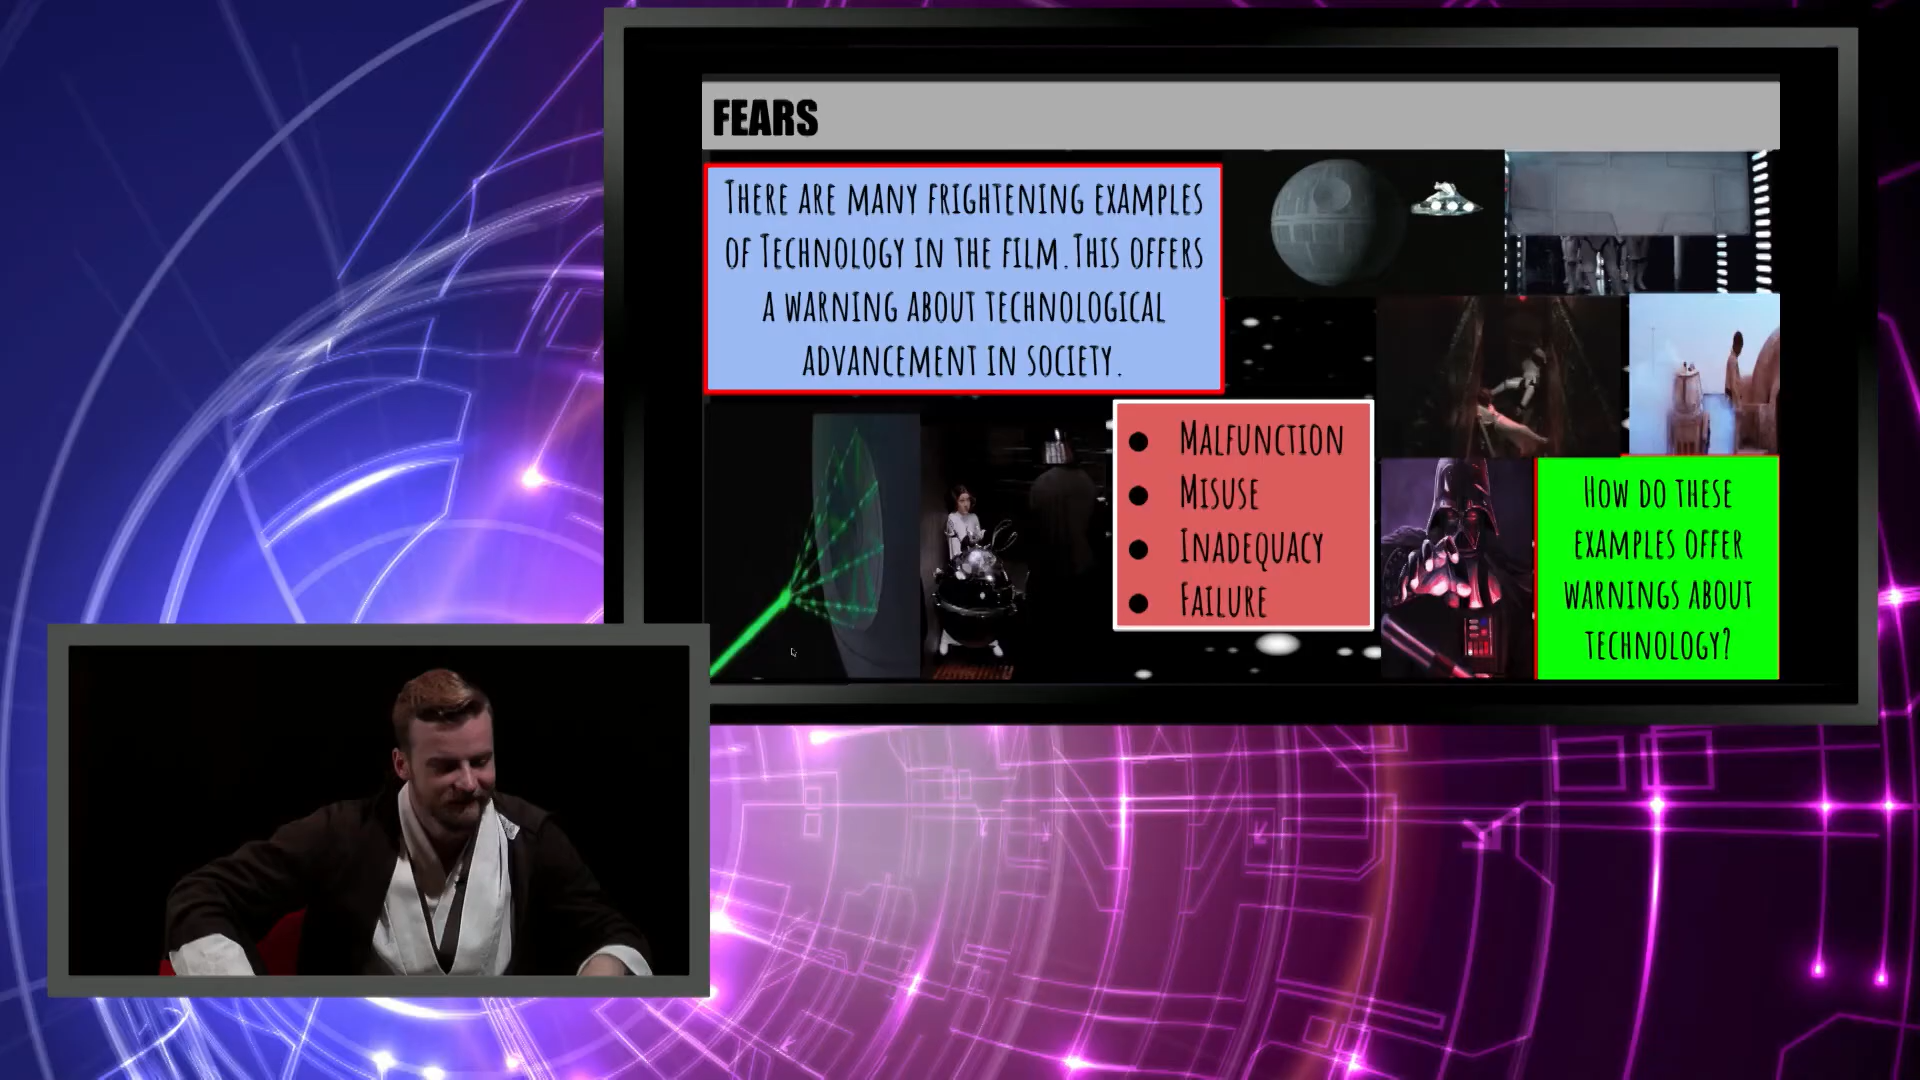 FEARS
THERE ARE MANY FRIGHTENING EXAMPLES
OF TECHNOLOGY IN THE FILM.THIS OFFERS
A WARNING ABOUT TECHNOLOGICAL
ADVANCEMENT IN SOCIETY.
● MALFUNCTION
● MISUSE
● INADEQUACY
● FAILURE
HOW DO THESE
EXAMPLES OFFER
WARNINGS ABOUT
TECHNOLOGY?